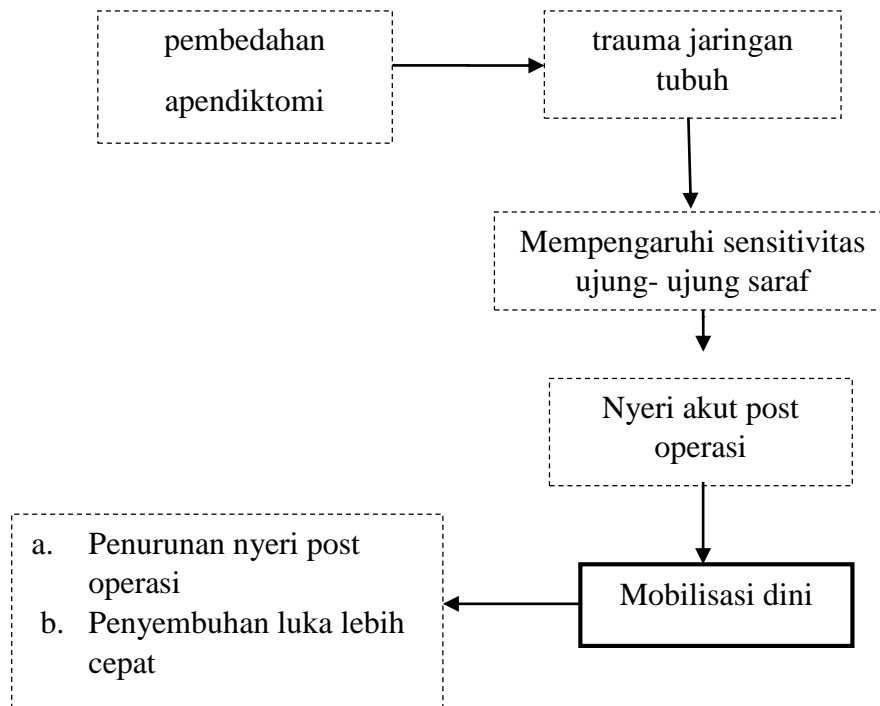 pembedahan
apendiktomi
trauma jaringan
tubuh
Mempengaruhi sensitivitas
ujung- ujung saraf
Nyeri akut post
operasi
Mobilisasi dini
a. Penurunan nyeri post
operasi
b. Penyembuhan luka lebih
cepat